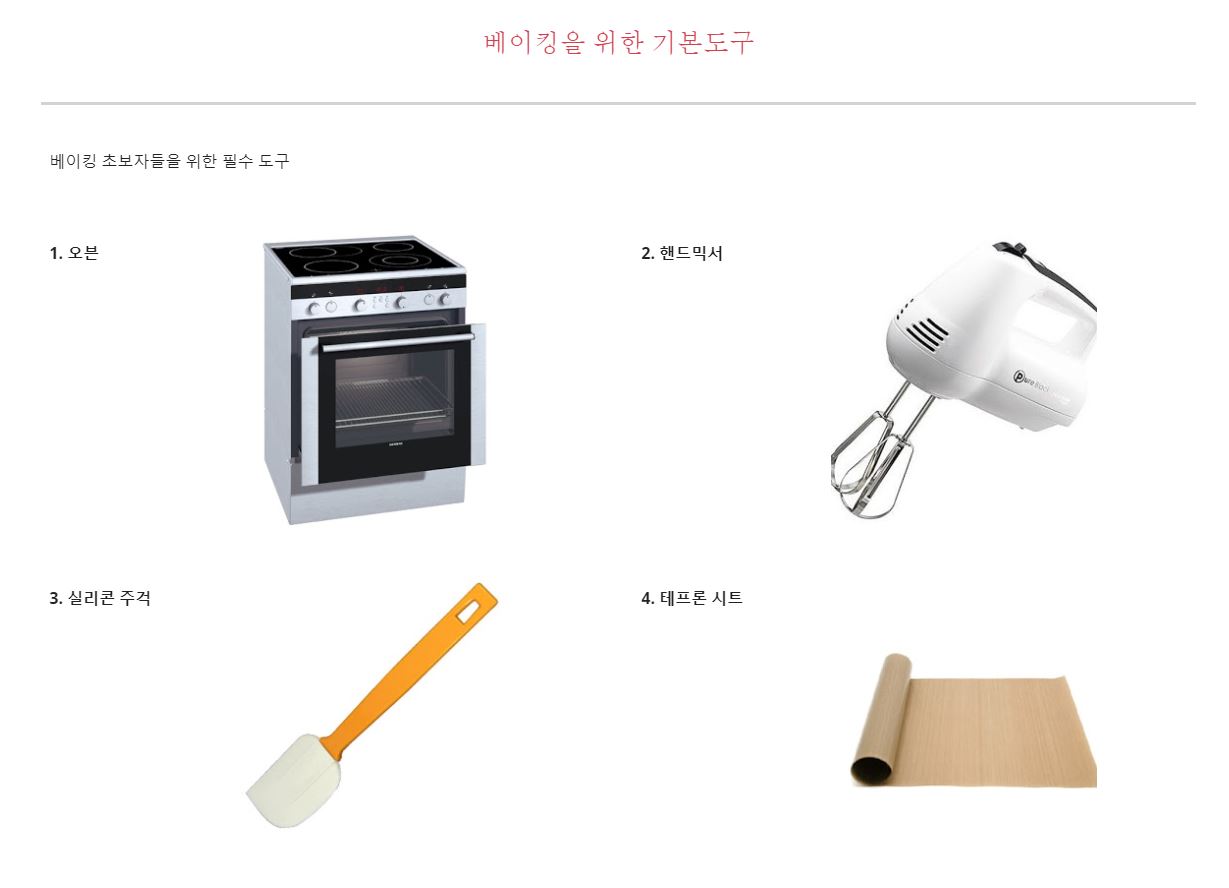 베이킹을 위한 기본도구
베이킹 초보자들을 위한 필수 도구
1. 오븐
2. 핸드믹서
3. 실리콘 주걱
4. 테프론 시트